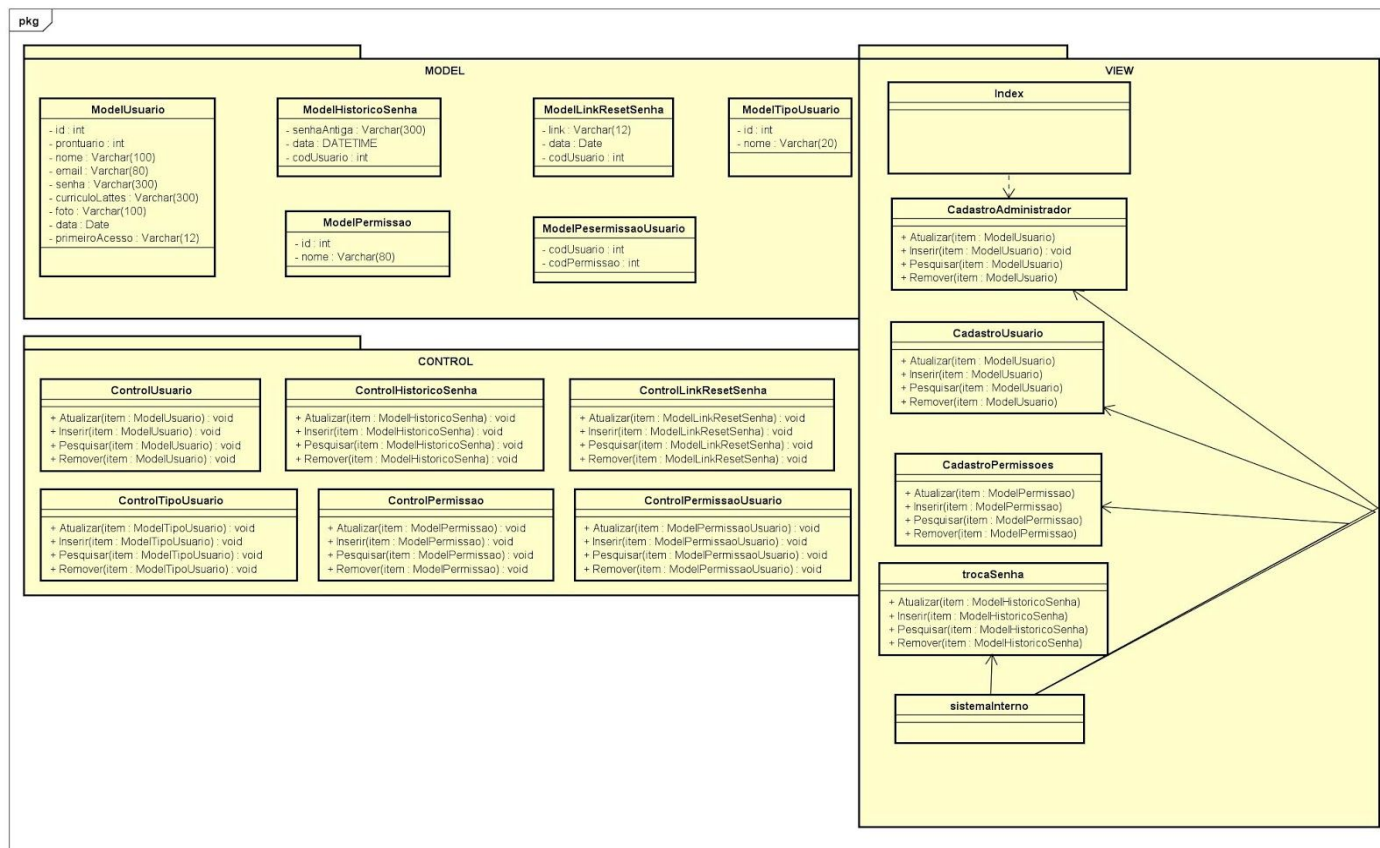 pkg
MODEL
ModelUsuario
- id : int
- prontuario : int
- nome : Varchar(100)
- email : Varchar(80)
- senha : Varchar(300)
- curriculoLattes : Varchar(300)
- foto : Varchar(100)
- data : Date
- primeiroAcesso : Varchar(12)
ModelHistoricoSenha
- senhaAntiga : Varchar(300)
- data : DATETIME
- codUsuario : int
ModelLinkResetSenha
- link : Varchar(12)
- data : Date
- codUsuario : int
ModelTipoUsuario
- id : int
- nome : Varchar(20)
ModelPermissao
- id : int
- nome : Varchar(80)
ModelPesermissaoUsuario
- codUsuario : int
- codPermissao : int
CONTROL
ControlUsuario
+ Atualizar(item : ModelUsuario) : void
+ Inserir(item : ModelUsuario) : void
+ Pesquisar(item : ModelUsuario) : void
+ Remover(item : ModelUsuario) : void
ControlHistoricoSenha
+ Atualizar(item : ModelHistoricoSenha) : void
+ Inserir(item : ModelHistoricoSenha) : void
+ Pesquisar(item : ModelHistoricoSenha) : void
+ Remover(item : ModelHistoricoSenha) : void
ControlLinkResetSenha
+ Atualizar(item : ModelLinkResetSenha) : void
+ Inserir(item : ModelLinkResetSenha) : void
+ Pesquisar(item : ModelLinkResetSenha) : void
+ Remover(item : ModelLinkResetSenha) : void
ControlTipoUsuario
+ Atualizar(item : ModelTipoUsuario) : void
+ Inserir(item : ModelTipoUsuario) : void
+ Pesquisar(item : ModelTipoUsuario) : void
+ Remover(item : ModelTipoUsuario) : void
ControlPermissao
+ Atualizar(item : ModelPermissao) : void
+ Inserir(item : ModelPermissao) : void
+ Pesquisar(item : ModelPermissao) : void
+ Remover(item : ModelPermissao) : void
ControlPermissaoUsuario
+ Atualizar(item : ModelPermissaoUsuario) : void
+ Inserir(item : ModelPermissaoUsuario) : void
+ Pesquisar(item : ModelPermissaoUsuario) : void
+ Remover(item : ModelPermissaoUsuario) : void
VIEW
Index
CadastroAdministrador
+ Atualizar(item : ModelUsuario)
+ Inserir(item : ModelUsuario) : void
+ Pesquisar(item : ModelUsuario)
+ Remover(item : ModelUsuario)
CadastroUsuario
+ Atualizar(item : ModelUsuario)
+ Inserir(item : ModelUsuario)
+ Pesquisar(item : ModelUsuario)
+ Remover(item : ModelUsuario)
CadastroPermissoes
+ Atualizar(item : ModelPermissao)
+ Inserir(item : ModelPermissao)
+ Pesquisar(item : ModelPermissao)
+ Remover(item : ModelPermissao)
trocaSenha
+ Atualizar(item : ModelHistoricoSenha)
+ Inserir(item : ModelHistoricoSenha)
+ Pesquisar(item : ModelHistoricoSenha)
+ Remover(item : ModelHistoricoSenha)
sistemaInterno